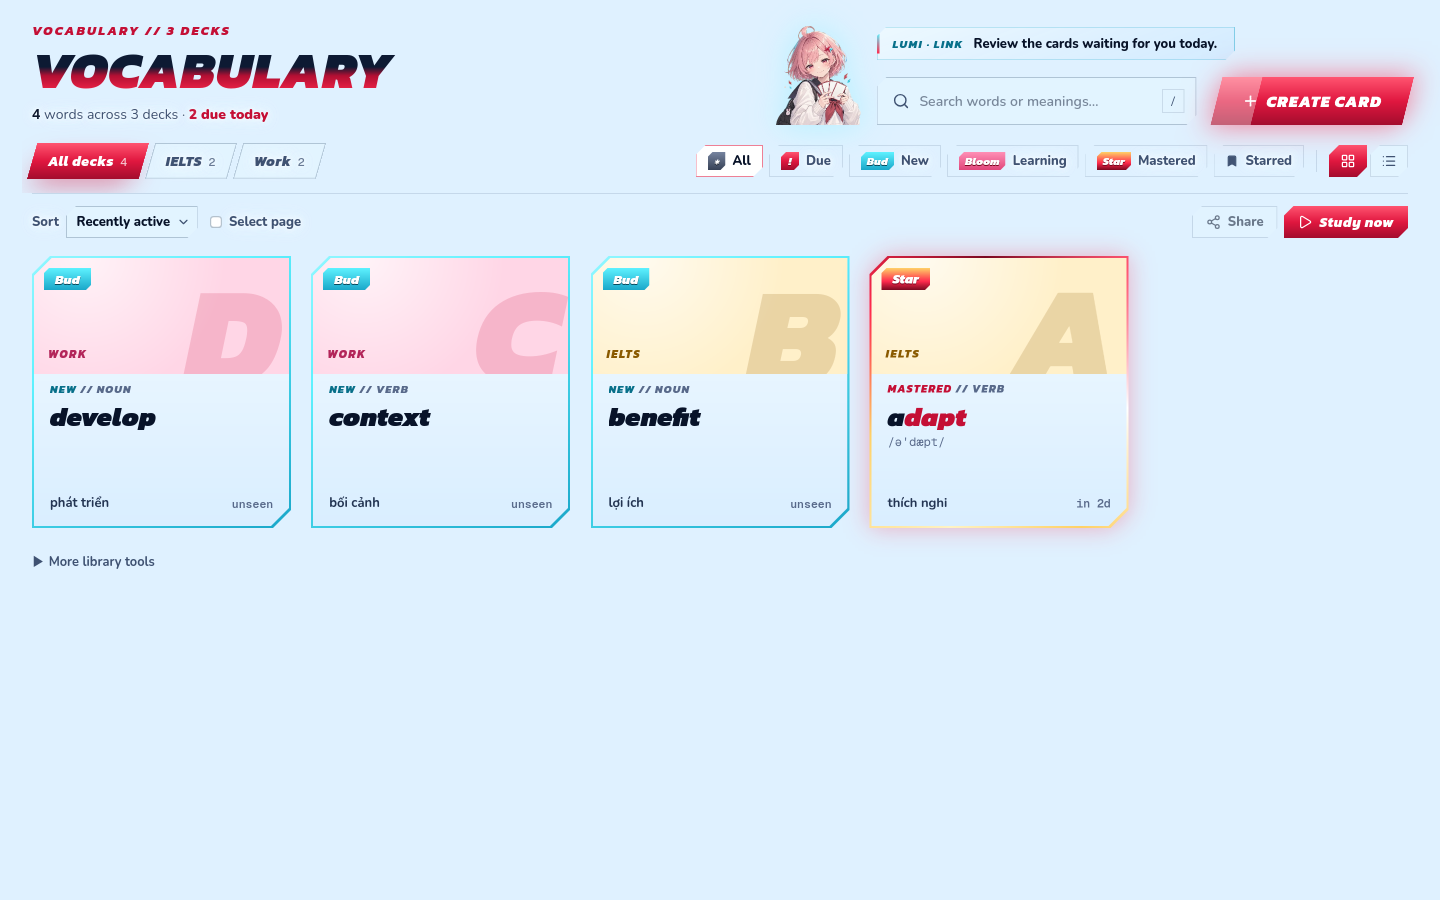 VOCABULARY // 3 DECKS
VOCABULARY
4 words across 3 decks · 2 due today
LUMI · LINK Review the cards waiting for you today.
Search words or meanings... /
+ CREATE CARD
All decks 4 IELTS 2 Work 2
* All ! Due Bud New Bloom Learning Star Mastered Starred
Sort Recently active Select page
Share Study now
Bud
D
WORK
NEW // NOUN
develop
phát triển unseen
Bud
C
WORK
NEW // VERB
context
bối cảnh unseen
Bud
B
IELTS
NEW // NOUN
benefit
lợi ích unseen
Star
A
IELTS
MASTERED // VERB
adapt
/əˈdæpt/
thích nghi in 2d
▶ More library tools